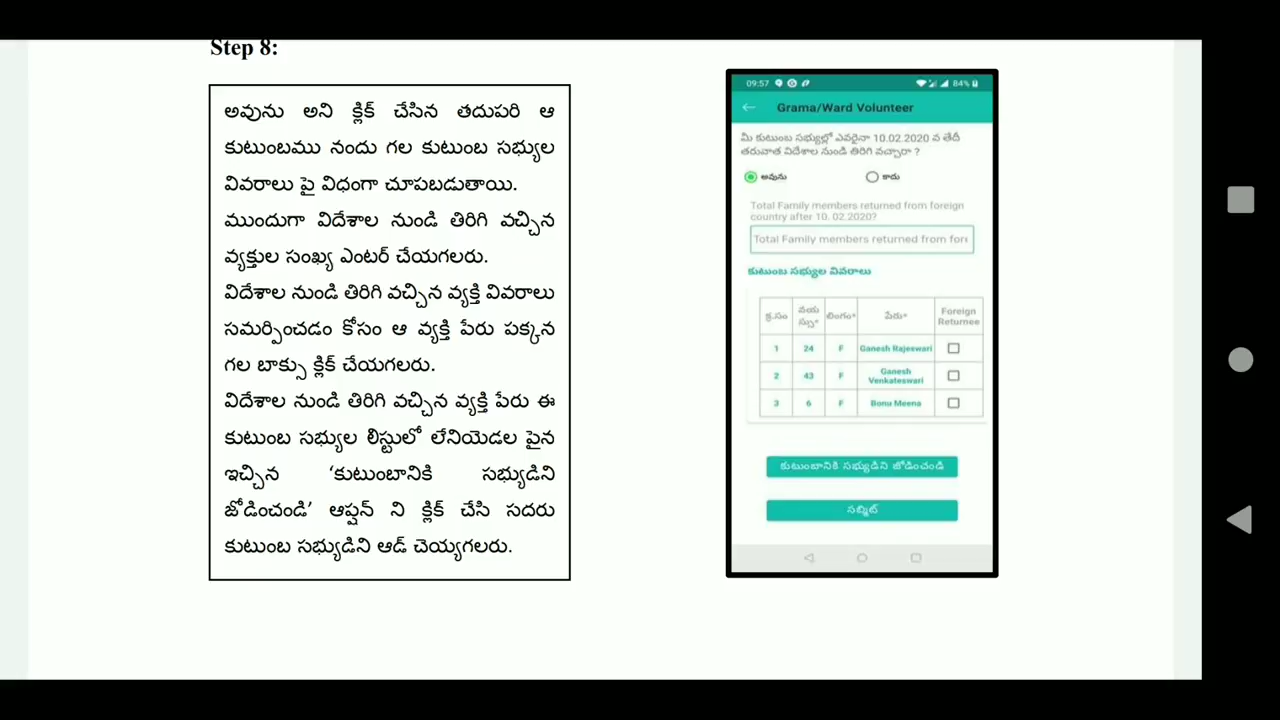 Step 8:
అవును అని క్లిక్ చేసిన తదుపరి ఆ
కుటుంబము నందు గల కుటుంబ సభ్యుల
వివరాలు పై విధంగా చూపబడుతాయి.
ముందుగా విదేశాల నుండి తిరిగి వచ్చిన
వ్యక్తుల సంఖ్య ఎంటర్ చేయగలరు.
విదేశాల నుండి తిరిగి వచ్చిన వ్యక్తి వివరాలు
సమర్పించడం కోసం ఆ వ్యక్తి పేరు పక్కన
గల బాక్సు క్లిక్ చేయగలరు.
విదేశాల నుండి తిరిగి వచ్చిన వ్యక్తి పేరు ఈ
కుటుంబ సభ్యుల లిస్టులో లేనియెడల పైన
ఇచ్చిన ‘కుటుంబానికి సభ్యుడిని
జోడించండి’ ఆప్షన్ ని క్లిక్ చేసి సదరు
కుటుంబ సభ్యుడిని ఆడ్ చెయ్యగలరు.
09:57 84%
Grama/Ward Volunteer
మీ కుటుంబ సభ్యుల్లో ఎవరైనా 10.02.2020 వ తేదీ
తరువాత విదేశాల నుండి తిరిగి వచ్చారా ?
అవును కాదు
Total Family members returned from foreign
country after 10. 02.2020?
Total Family members returned from fore
కుటుంబ సభ్యుల వివరాలు
క్ర.సం వయస్సు* లింగం* పేరు* Foreign Returnee
1 24 F Ganesh Rajeswari
2 43 F Ganesh Venkateswari
3 6 F Bonu Meena
కుటుంబానికి సభ్యుడిని జోడించండి
సబ్మిట్